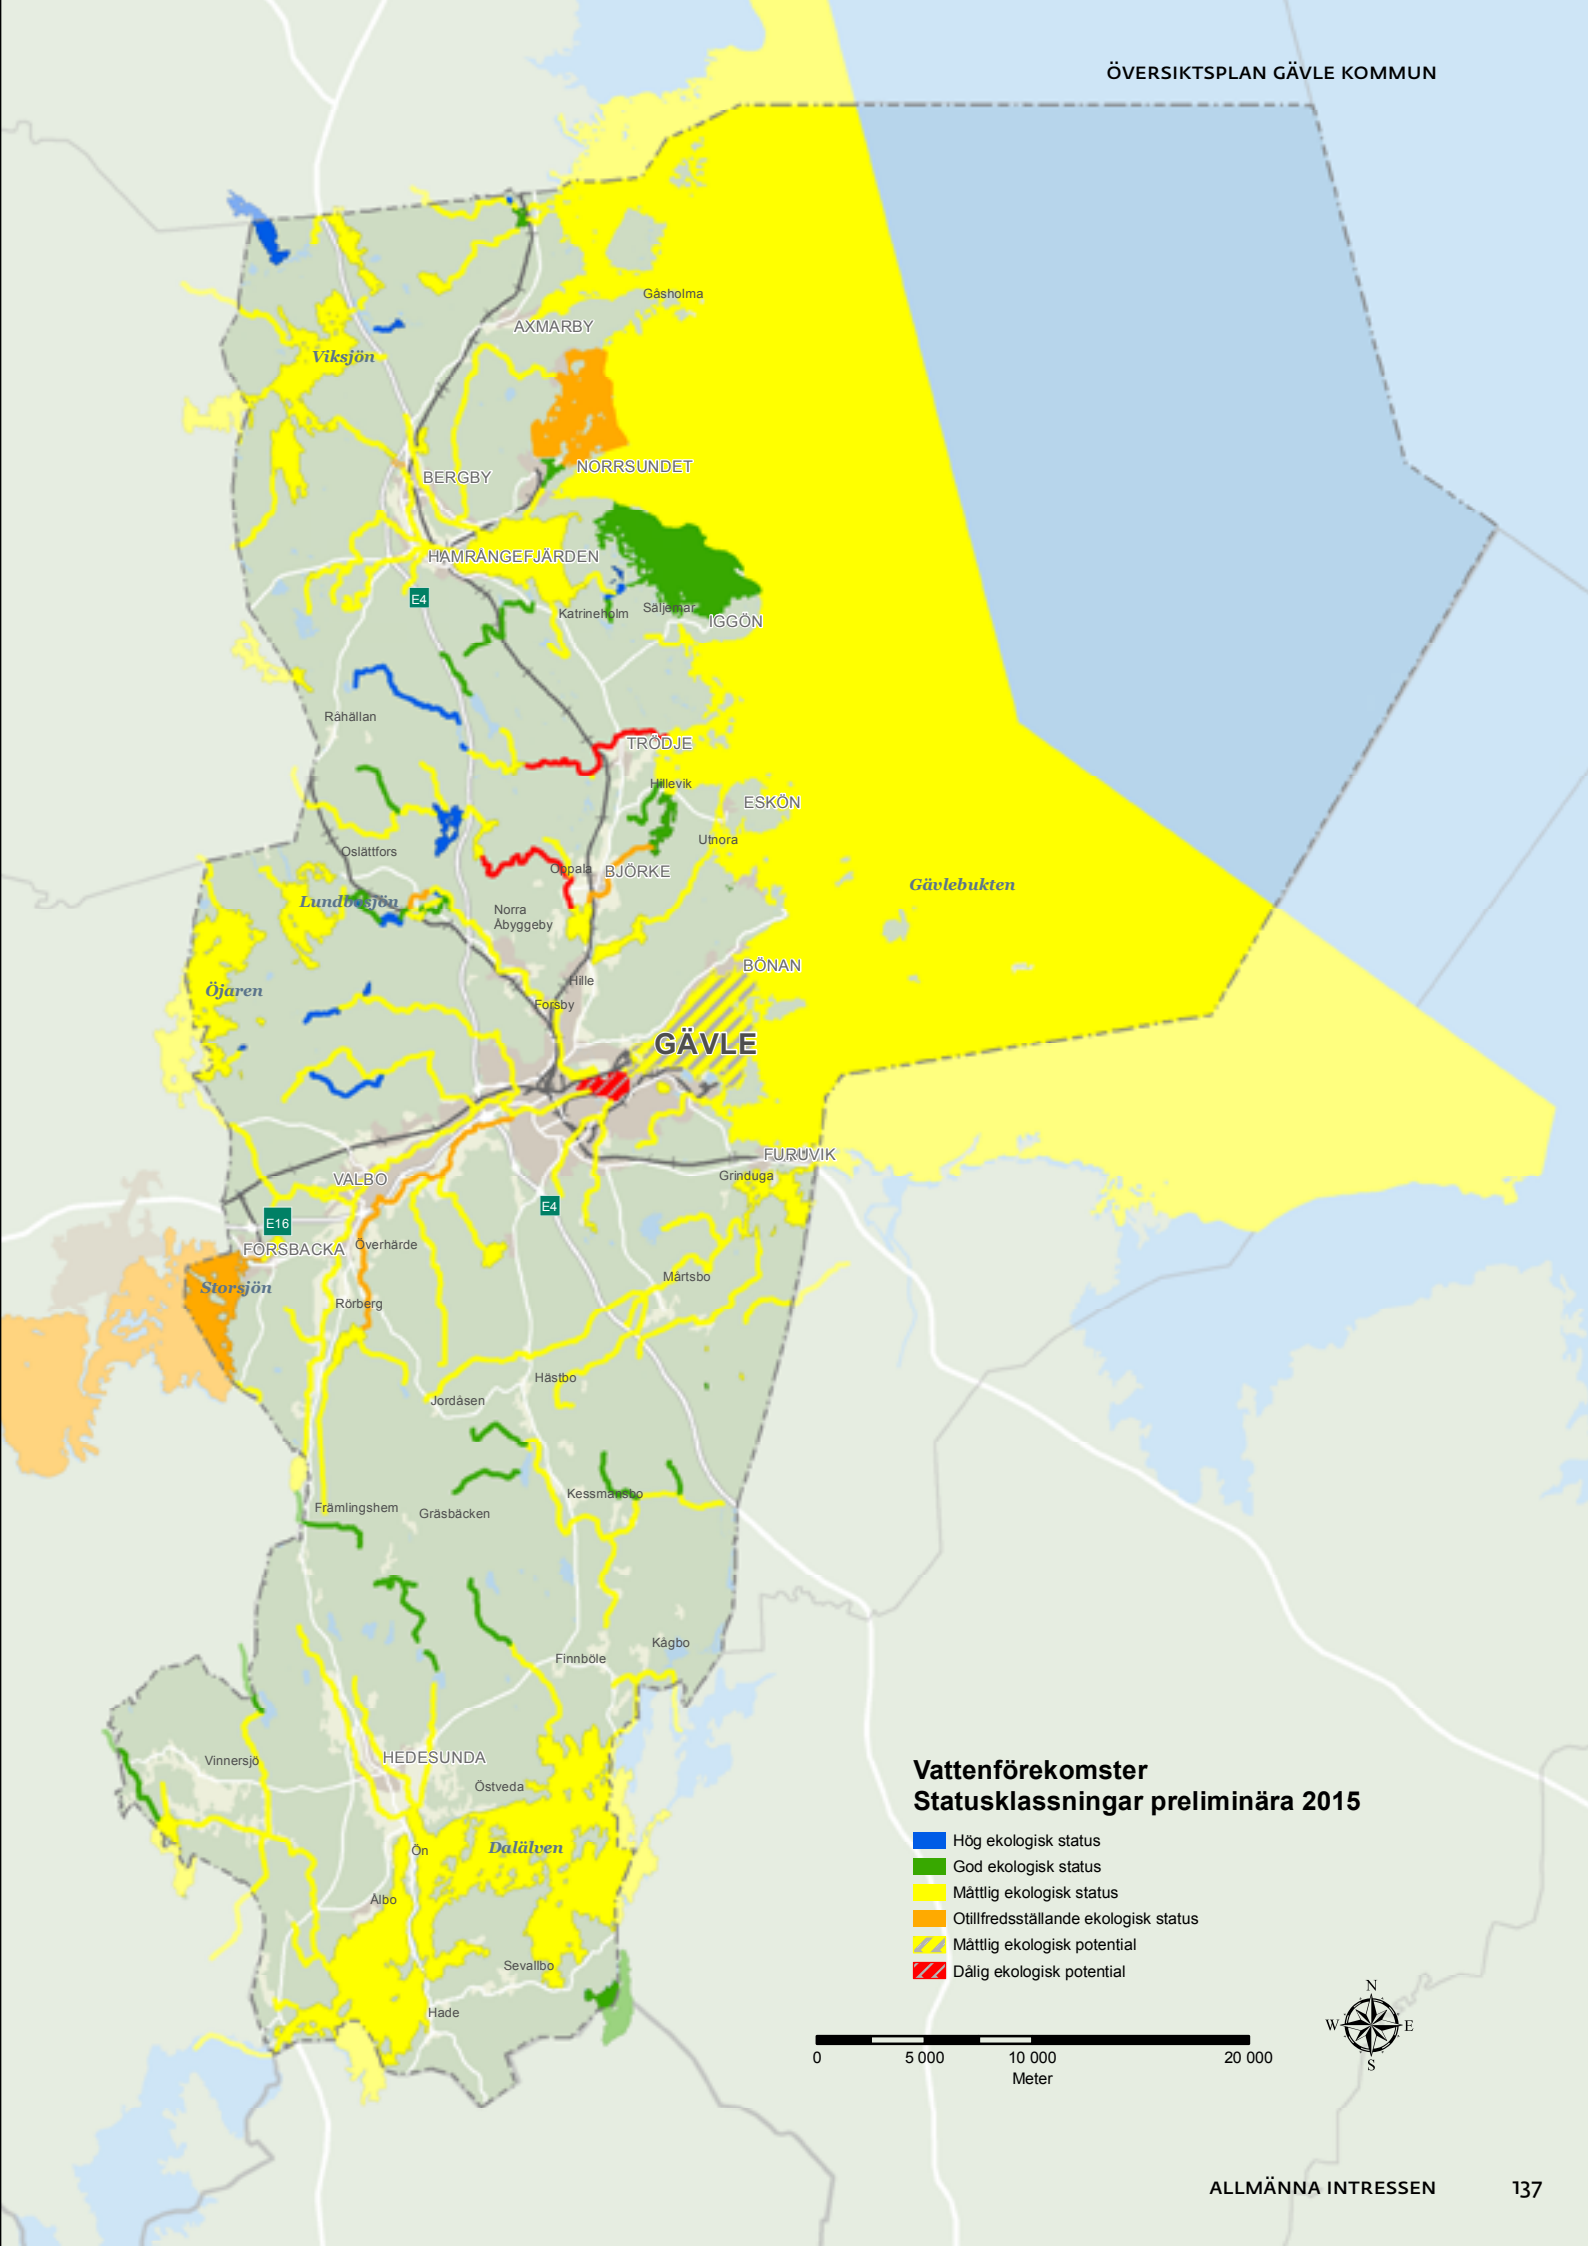 ÖVERSIKTSPLAN GÄVLE KOMMUN
Gåsholma
AXMARBY
Viksjön
NORRSUNDET
BERGBY
HAMRÅNGEFJÄRDEN
E4
Katrineholm
Säljemar
IGGÖN
Råhällan
TRÖDJE
Hillevik
ESKÖN
Utnora
Oslättfors
Oppala
BJÖRKE
Gävlebukten
Lundbosjön
Norra
Åbyggeby
BÖNAN
Hille
Öjaren
Forsby
GÄVLE
FURUVIK
Grinduga
VALBO
E4
E16
FORSBACKA
Överhärde
Mårtsbo
Storsjön
Rörberg
Hästbo
Jordåsen
Kessmansbo
Främlingshem
Gräsbäcken
Kågbo
Finnböle
Vinnersjö
HEDESUNDA
Östveda
Ön
Dalälven
Ålbo
Sevallbo
Hade
Vattenförekomster
Statusklassningar preliminära 2015
Hög ekologisk status
God ekologisk status
Måttlig ekologisk status
Otillfredsställande ekologisk status
Måttlig ekologisk potential
Dålig ekologisk potential
N
W E
S
0 5 000 10 000 20 000
Meter
ALLMÄNNA INTRESSEN 137